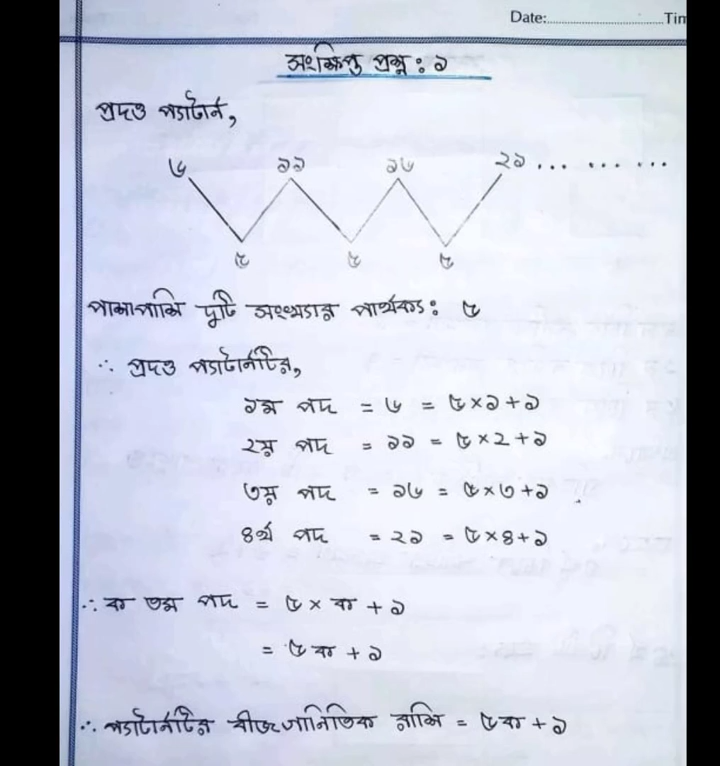 Date:........................Tim
সংক্ষিপ্ত প্রশ্ন : ১
প্রদত্ত প্যাটার্ন,
৬ ১১ ১৬ ২১ ... ... ...
৫ ৫ ৫
পাশাপাশি দুটি সংখ্যার পার্থক্য : ৫
∴ প্রদত্ত প্যাটার্নটির,
১ম পদ = ৬ = ৫×১+১
২য় পদ = ১১ = ৫×২+১
৩য় পদ = ১৬ = ৫×৩+১
৪র্থ পদ = ২১ = ৫×৪+১
∴ ক তম পদ = ৫ × ক + ১
= ৫ক + ১
∴ প্যাটার্নটির বীজগানিতিক রাশি = ৫ক + ১